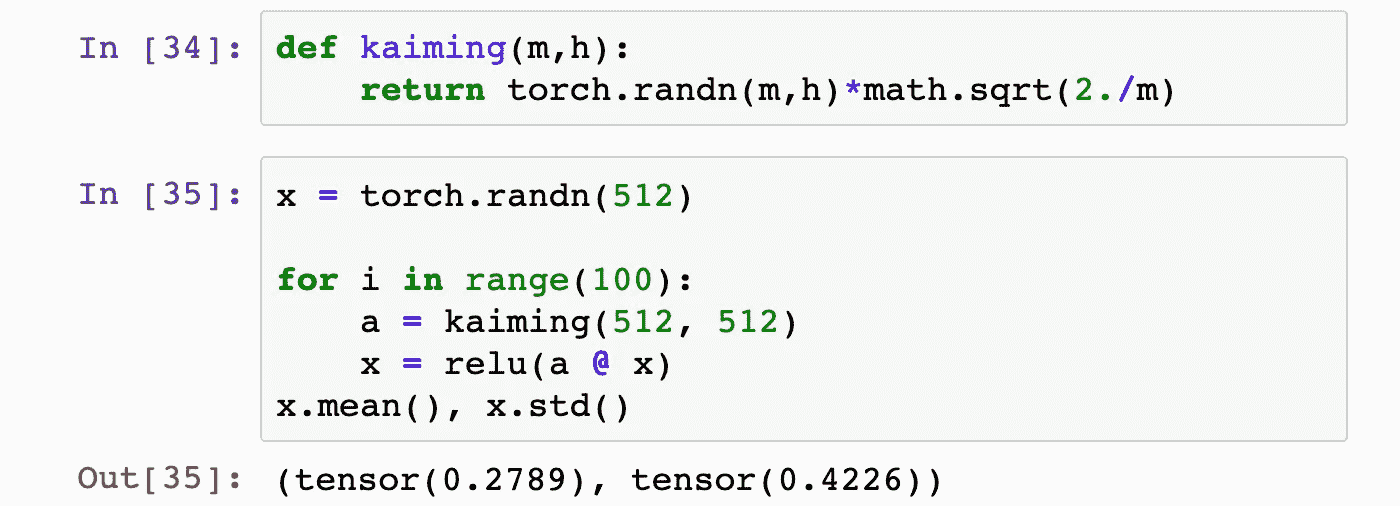 In [34]: def kaiming(m,h):
    return torch.randn(m,h)*math.sqrt(2./m)
In [35]: x = torch.randn(512)
for i in range(100):
    a = kaiming(512, 512)
    x = relu(a @ x)
x.mean(), x.std()
Out[35]: (tensor(0.2789), tensor(0.4226))